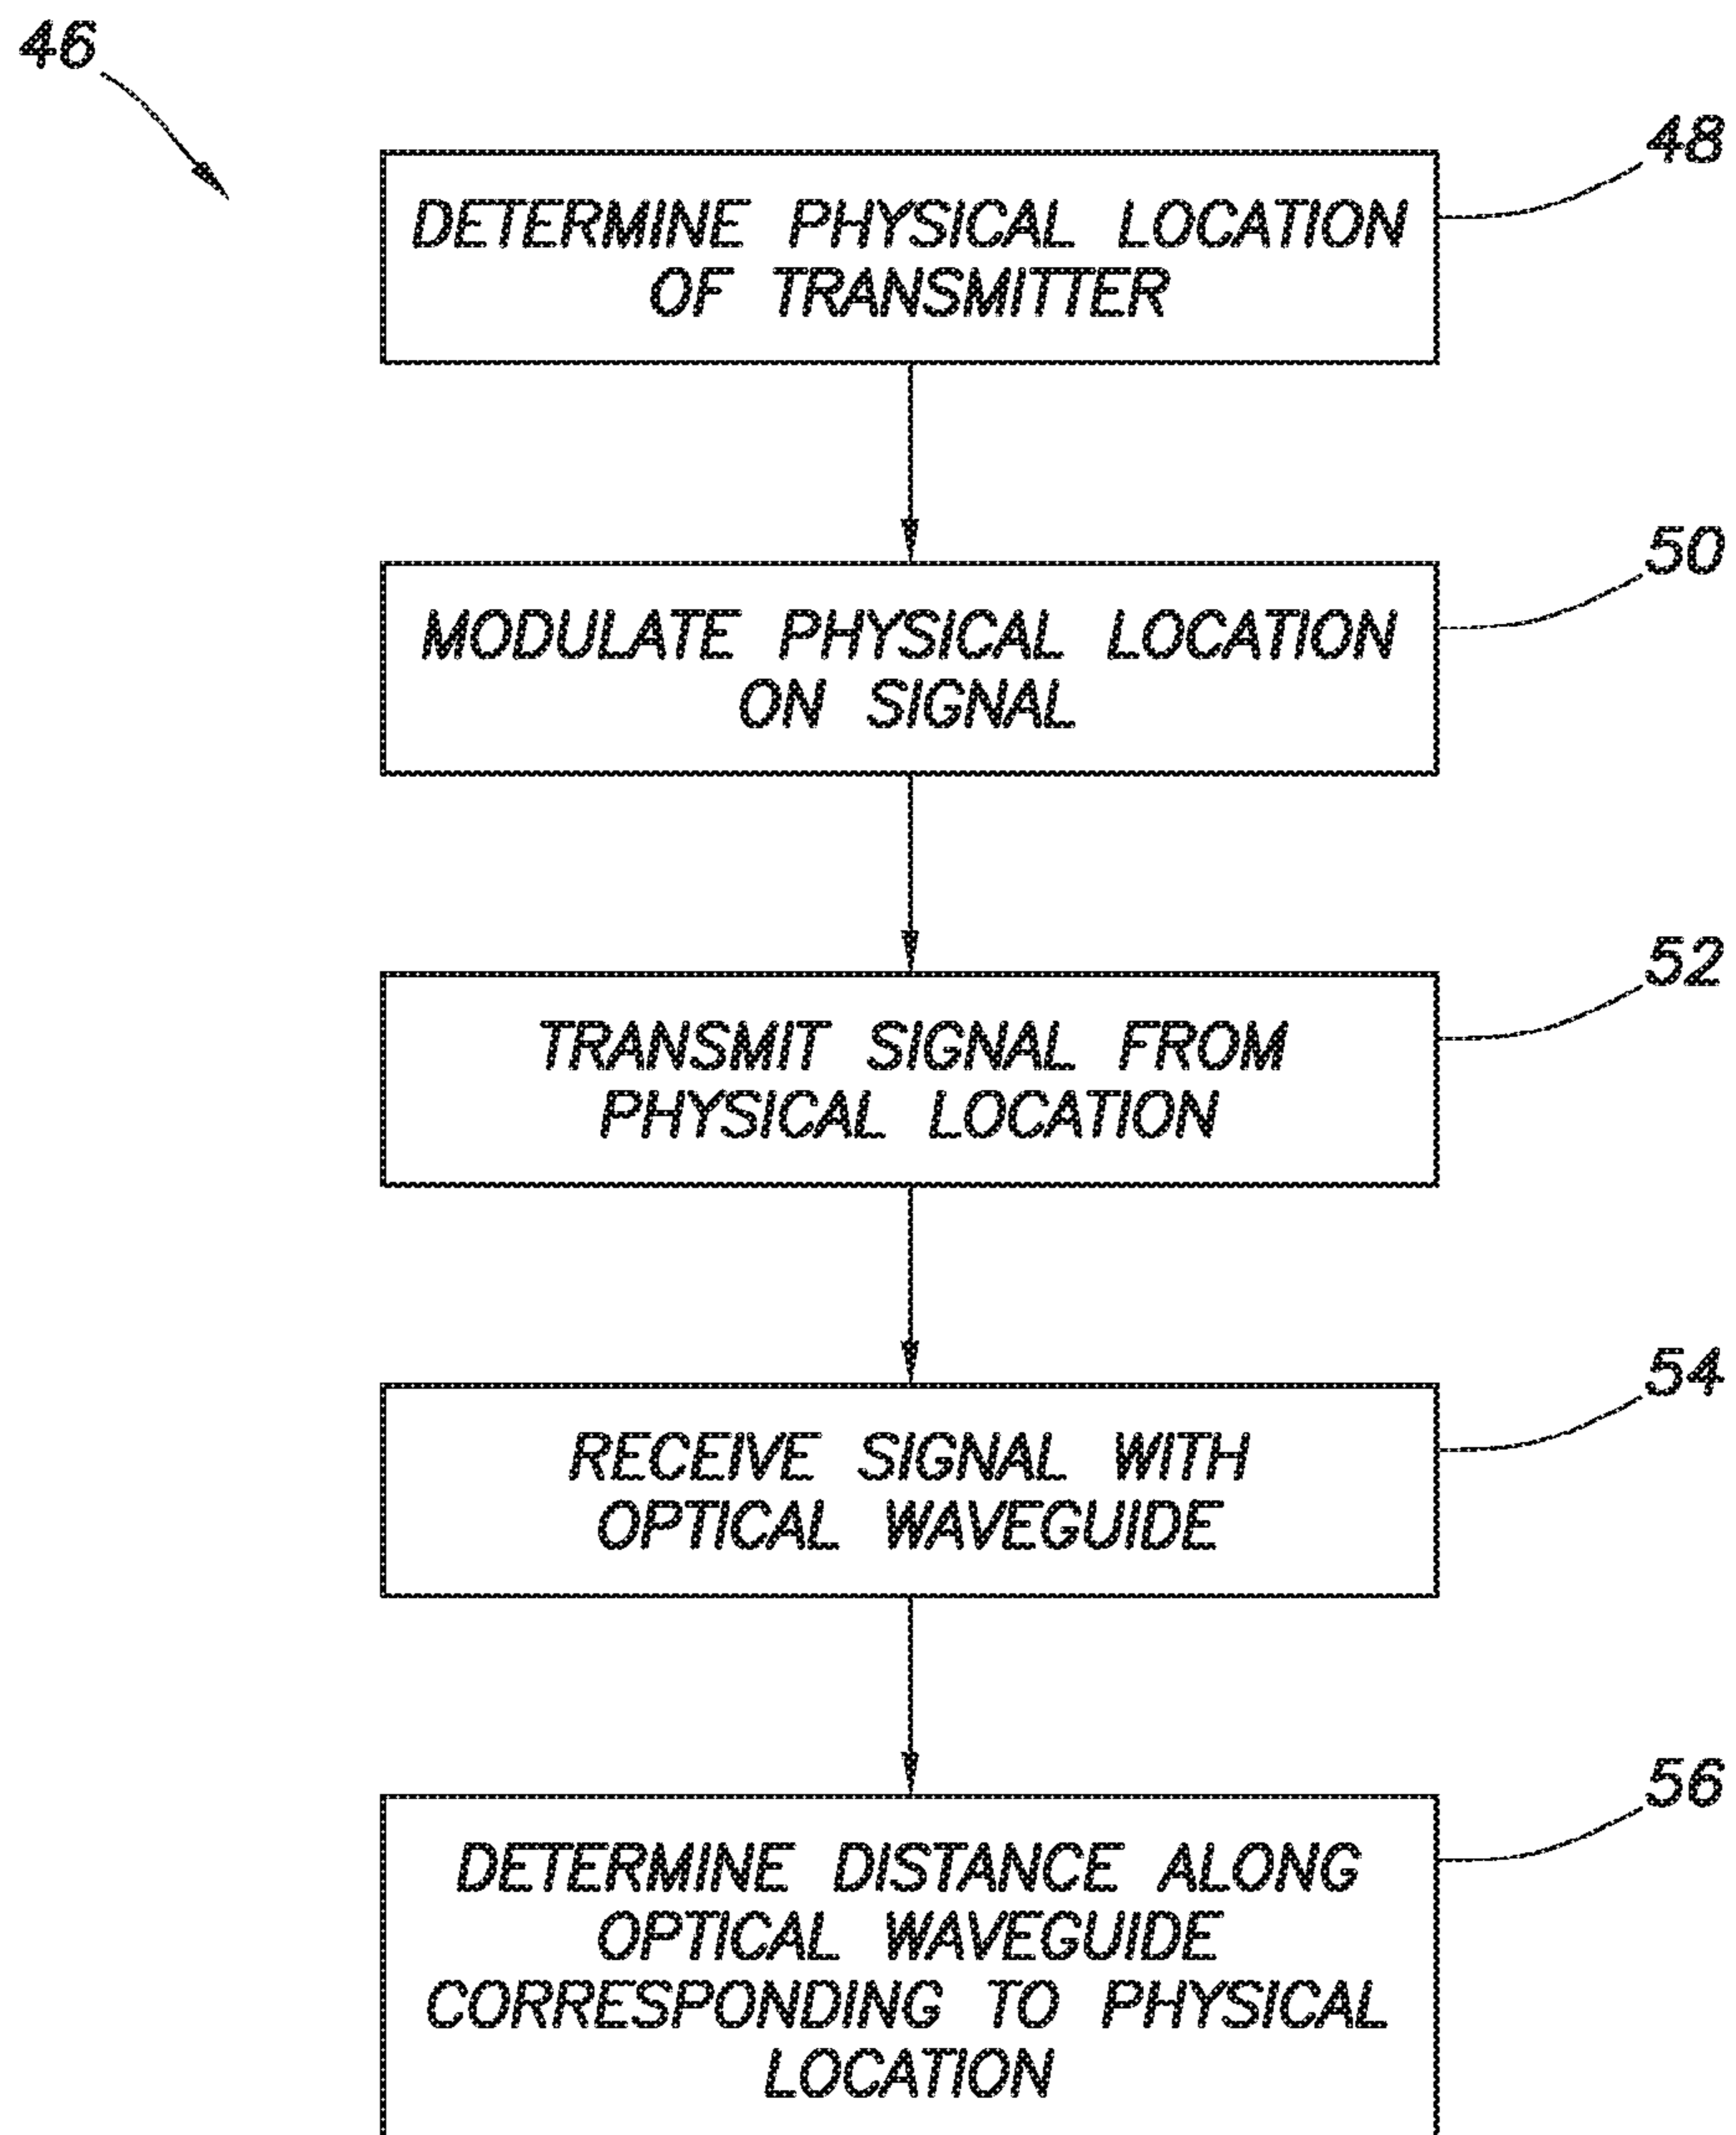 46
48
DETERMINE PHYSICAL LOCATION
OF TRANSMITTER
50
MODULATE PHYSICAL LOCATION
ON SIGNAL
52
TRANSMIT SIGNAL FROM
PHYSICAL LOCATION
54
RECEIVE SIGNAL WITH
OPTICAL WAVEGUIDE
56
DETERMINE DISTANCE ALONG
OPTICAL WAVEGUIDE
CORRESPONDING TO PHYSICAL
LOCATION